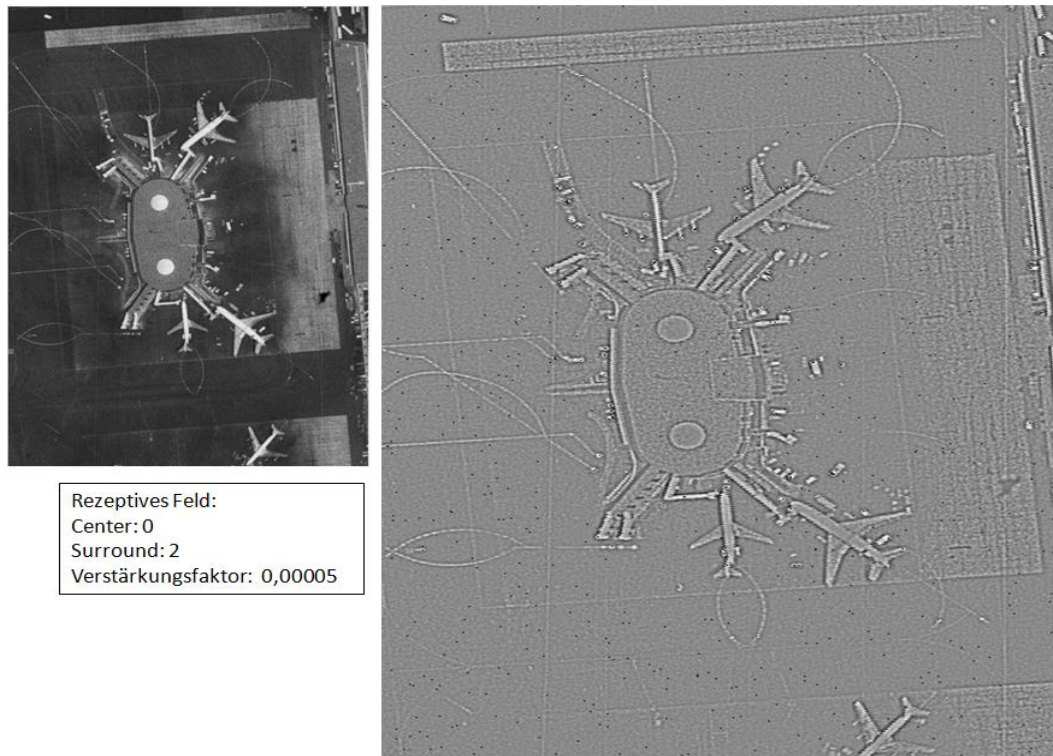 Rezeptives Feld:
Center: 0
Surround: 2
Verstärkungsfaktor: 0,00005